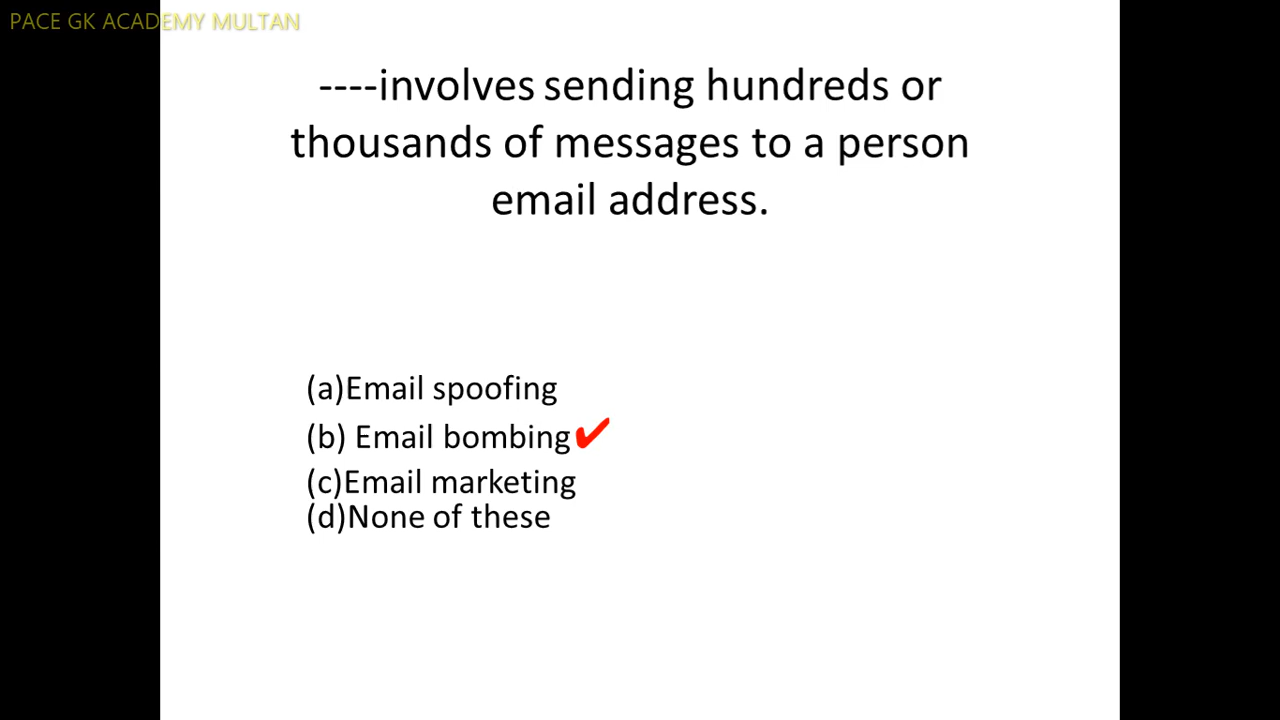 PACE GK ACADEMY MULTAN
----involves sending hundreds or
thousands of messages to a person
email address.
(a)Email spoofing
(b) Email bombing✔
(c)Email marketing
(d)None of these